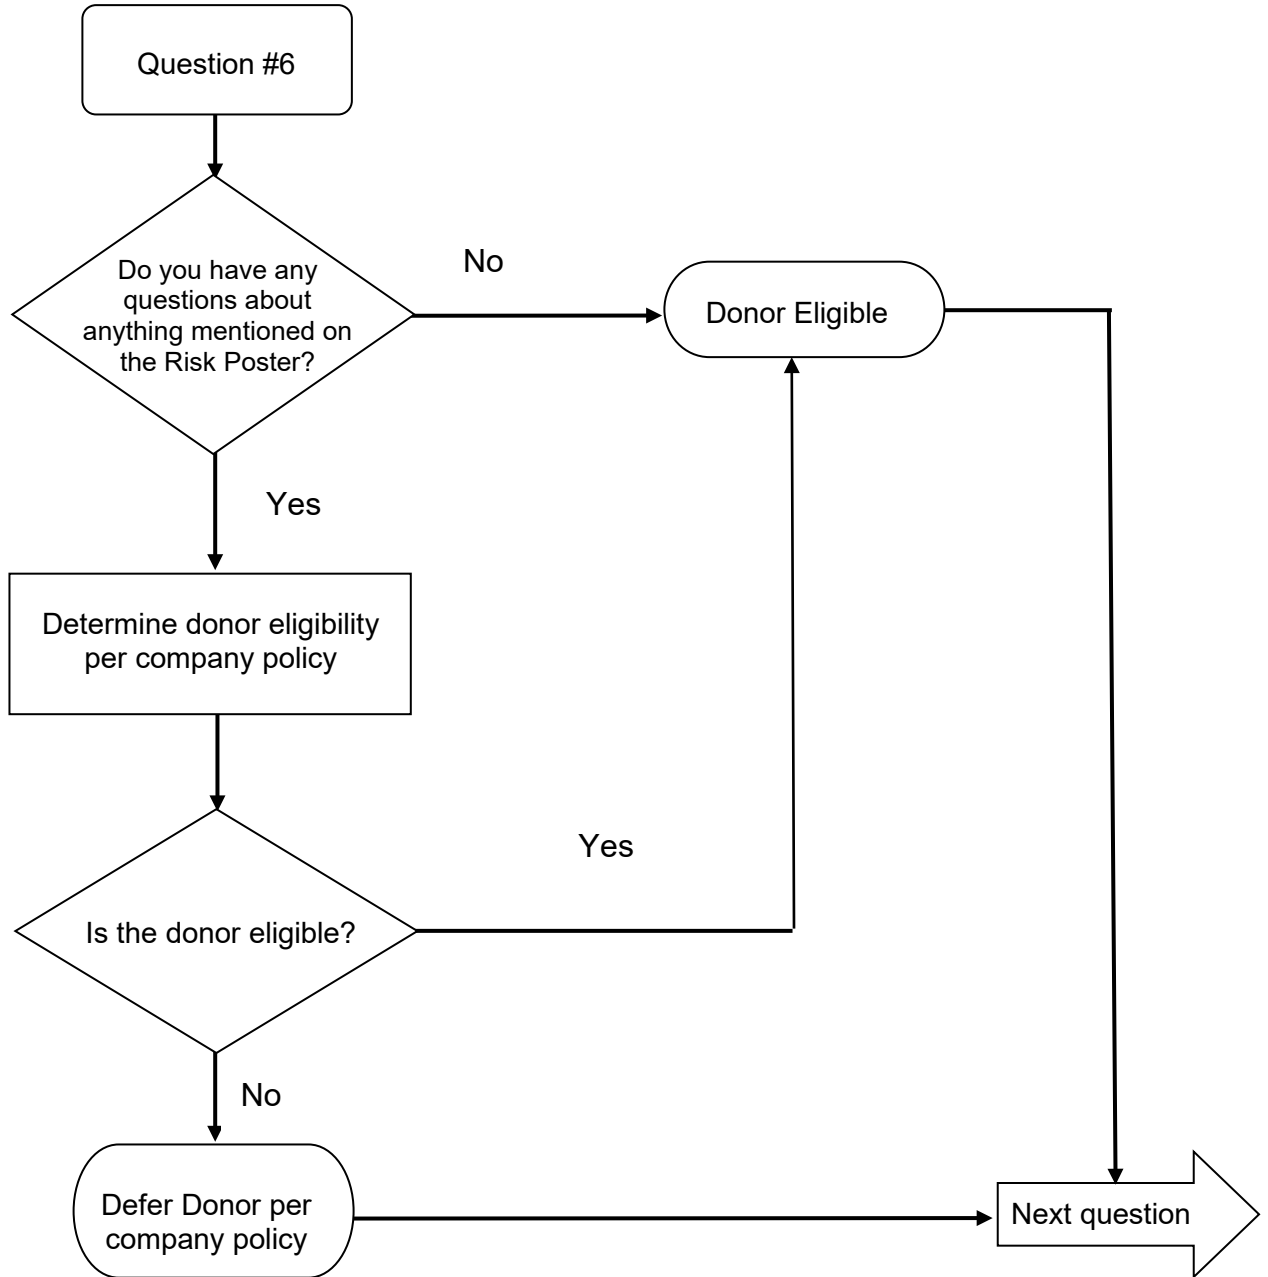 Question #6
Do you have any
questions about
anything mentioned on
the Risk Poster?
No
Donor Eligible
Yes
Determine donor eligibility
per company policy
Yes
Is the donor eligible?
No
Defer Donor per
company policy
Next question